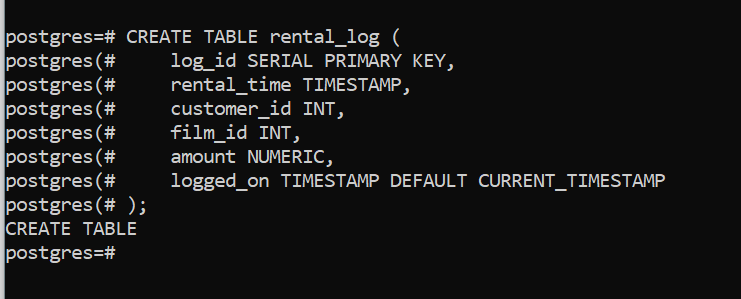 postgres=# CREATE TABLE rental_log (
postgres(#     log_id SERIAL PRIMARY KEY,
postgres(#     rental_time TIMESTAMP,
postgres(#     customer_id INT,
postgres(#     film_id INT,
postgres(#     amount NUMERIC,
postgres(#     logged_on TIMESTAMP DEFAULT CURRENT_TIMESTAMP
postgres(# );
CREATE TABLE
postgres=#